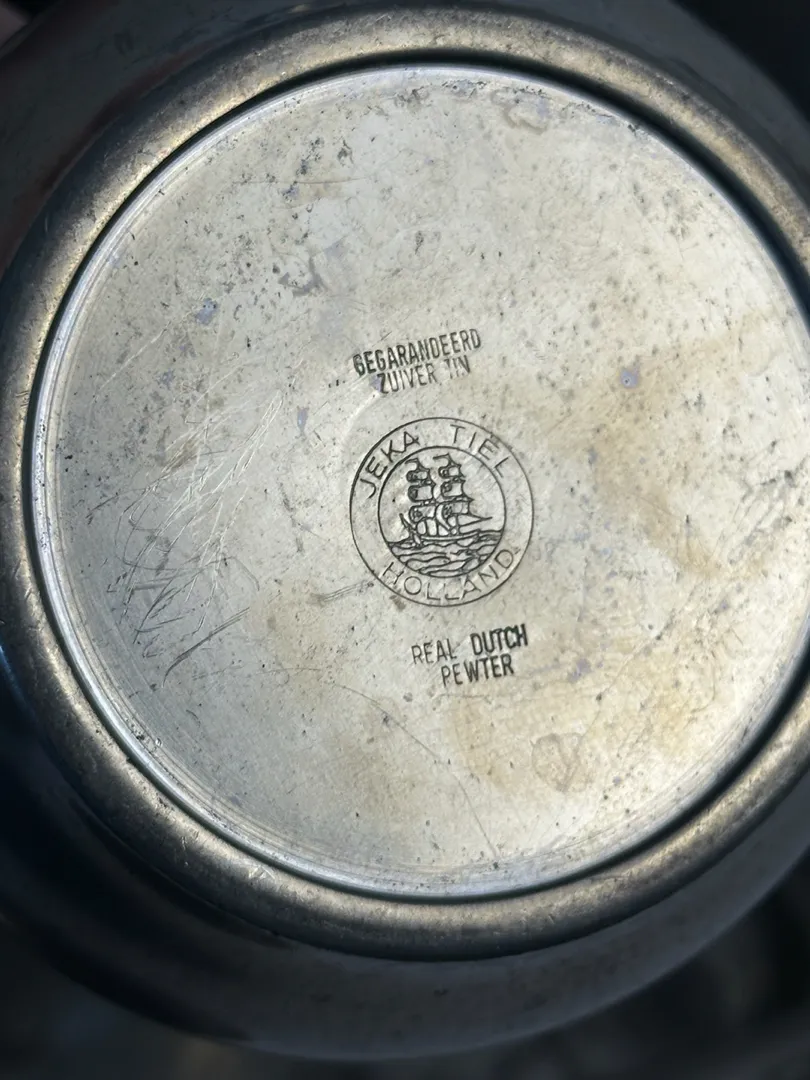 GEGARANDEERD
ZUIVER TIN
JEKA TIEL
HOLLAND
REAL DUTCH
PEWTER